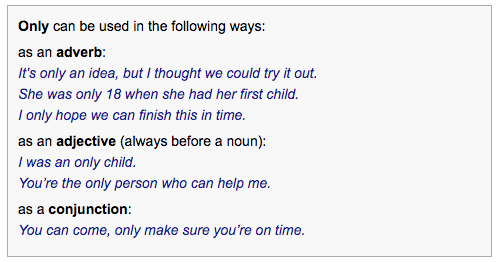 Only can be used in the following ways:
as an adverb:
It's only an idea, but I thought we could try it out.
She was only 18 when she had her first child.
I only hope we can finish this in time.
as an adjective (always before a noun):
I was an only child.
You're the only person who can help me.
as a conjunction:
You can come, only make sure you're on time.